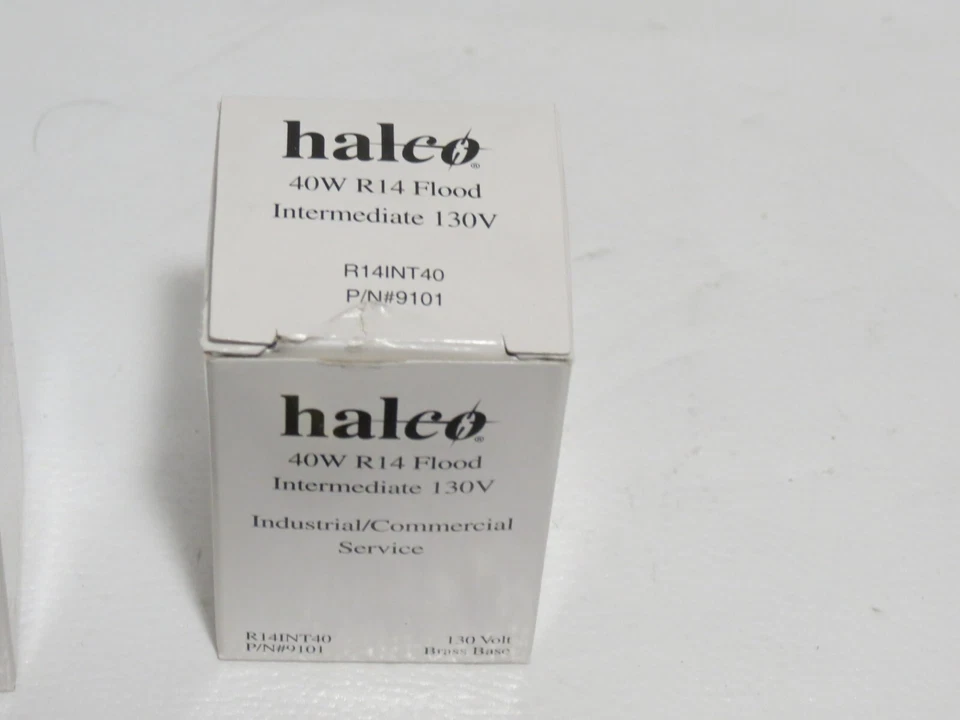 halco®
40W R14 Flood
Intermediate 130V
R14INT40
P/N#9101
halco®
40W R14 Flood
Intermediate 130V
Industrial/Commercial
Service
R14INT40 130 Volt
P/N#9101 Brass Base